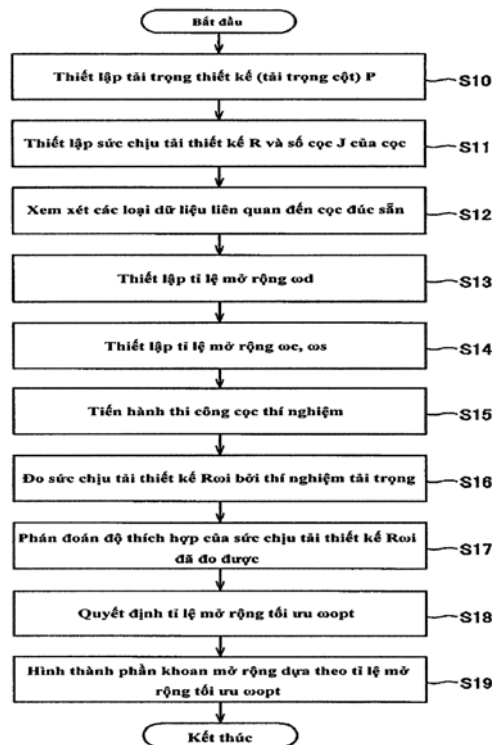 Bắt đầu
Thiết lập tải trọng thiết kế (tải trọng cột) P
S10
Thiết lập sức chịu tải thiết kế R và số cọc J của cọc
S11
Xem xét các loại dữ liệu liên quan đến cọc đúc sẵn
S12
Thiết lập tỉ lệ mở rộng ωd
S13
Thiết lập tỉ lệ mở rộng ωc, ωs
S14
Tiến hành thi công cọc thí nghiệm
S15
Đo sức chịu tải thiết kế Rωi bởi thí nghiệm tải trọng
S16
Phán đoán độ thích hợp của sức chịu tải thiết kế Rωi
đã đo được
S17
Quyết định tỉ lệ mở rộng tối ưu ωopt
S18
Hình thành phần khoan mở rộng dựa theo tỉ lệ mở
rộng tối ưu ωopt
S19
Kết thúc